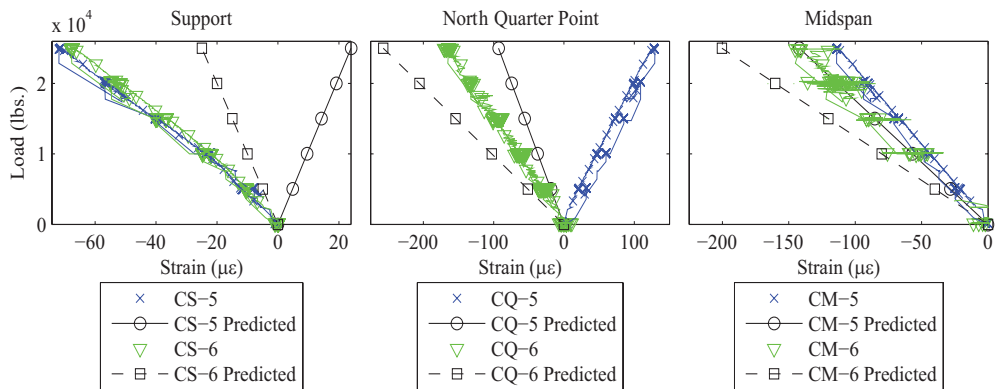 Support
North Quarter Point
Midspan
x 10⁴
Load (lbs.)
2
1
0
−60 −40 −20 0 20
−200 −100 0 100
−200 −150 −100 −50 0
Strain (με)
Strain (με)
Strain (με)
CS−5
CS−5 Predicted
CS−6
CS−6 Predicted
CQ−5
CQ−5 Predicted
CQ−6
CQ−6 Predicted
CM−5
CM−5 Predicted
CM−6
CM−6 Predicted